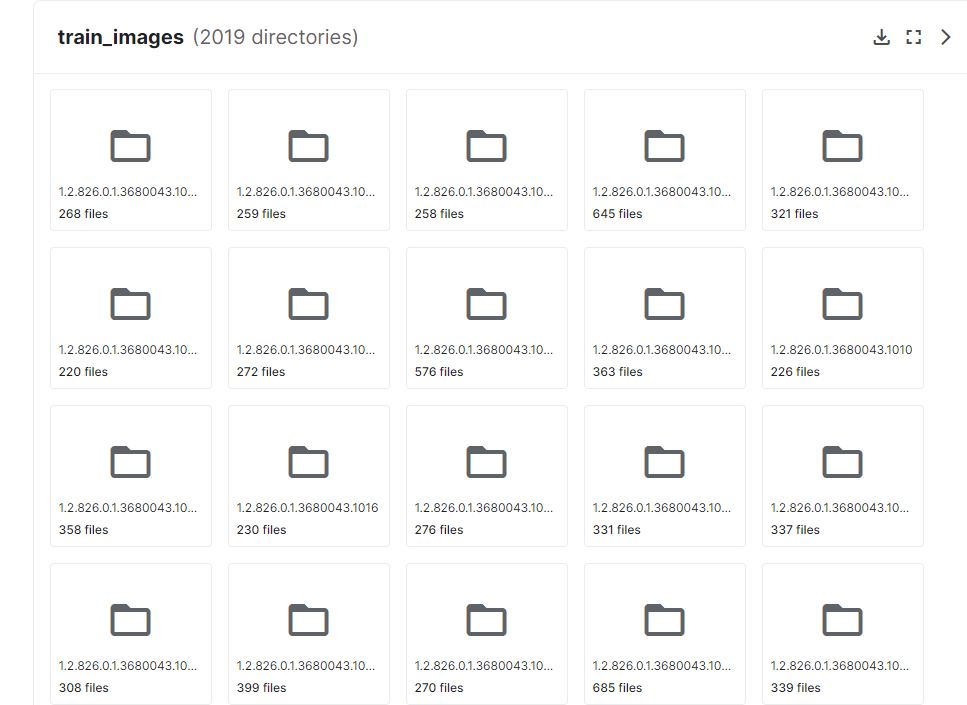 train_images (2019 directories)
1.2.826.0.1.3680043.10... 1.2.826.0.1.3680043.10... 1.2.826.0.1.3680043.10... 1.2.826.0.1.3680043.10... 1.2.826.0.1.3680043.10...
268 files 259 files 258 files 645 files 321 files
1.2.826.0.1.3680043.10... 1.2.826.0.1.3680043.10... 1.2.826.0.1.3680043.10... 1.2.826.0.1.3680043.10... 1.2.826.0.1.3680043.1010
220 files 272 files 576 files 363 files 226 files
1.2.826.0.1.3680043.10... 1.2.826.0.1.3680043.1016 1.2.826.0.1.3680043.10... 1.2.826.0.1.3680043.10... 1.2.826.0.1.3680043.10...
358 files 230 files 276 files 331 files 337 files
1.2.826.0.1.3680043.10... 1.2.826.0.1.3680043.10... 1.2.826.0.1.3680043.10... 1.2.826.0.1.3680043.10... 1.2.826.0.1.3680043.10...
308 files 399 files 270 files 685 files 339 files